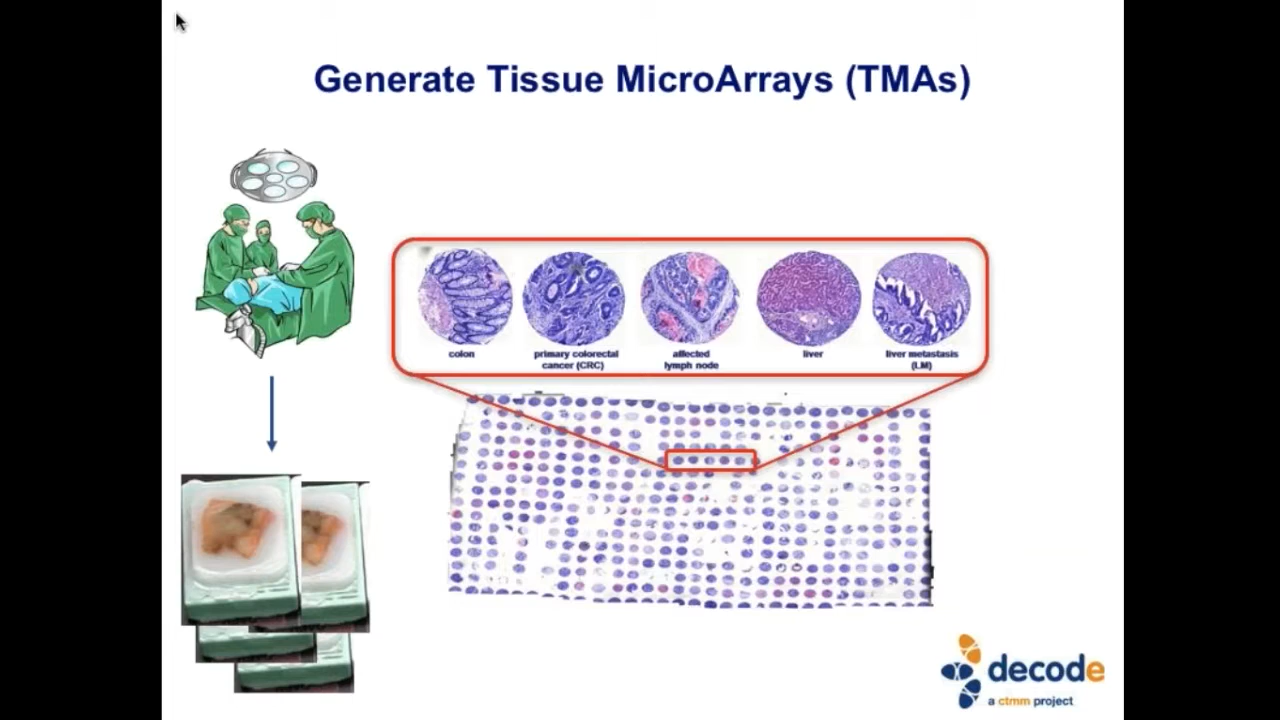 Generate Tissue MicroArrays (TMAs)
colon
primary colorectal
cancer (CRC)
affected
lymph node
liver
liver metastasis
(LM)
decode
a ctmm project